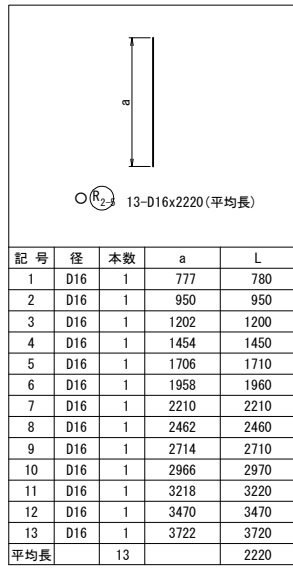 a
○ R2-5 13-D16x2220(平均長)
記 号 径 本数 a L
1 D16 1 777 780
2 D16 1 950 950
3 D16 1 1202 1200
4 D16 1 1454 1450
5 D16 1 1706 1710
6 D16 1 1958 1960
7 D16 1 2210 2210
8 D16 1 2462 2460
9 D16 1 2714 2710
10 D16 1 2966 2970
11 D16 1 3218 3220
12 D16 1 3470 3470
13 D16 1 3722 3720
平均長 13 2220